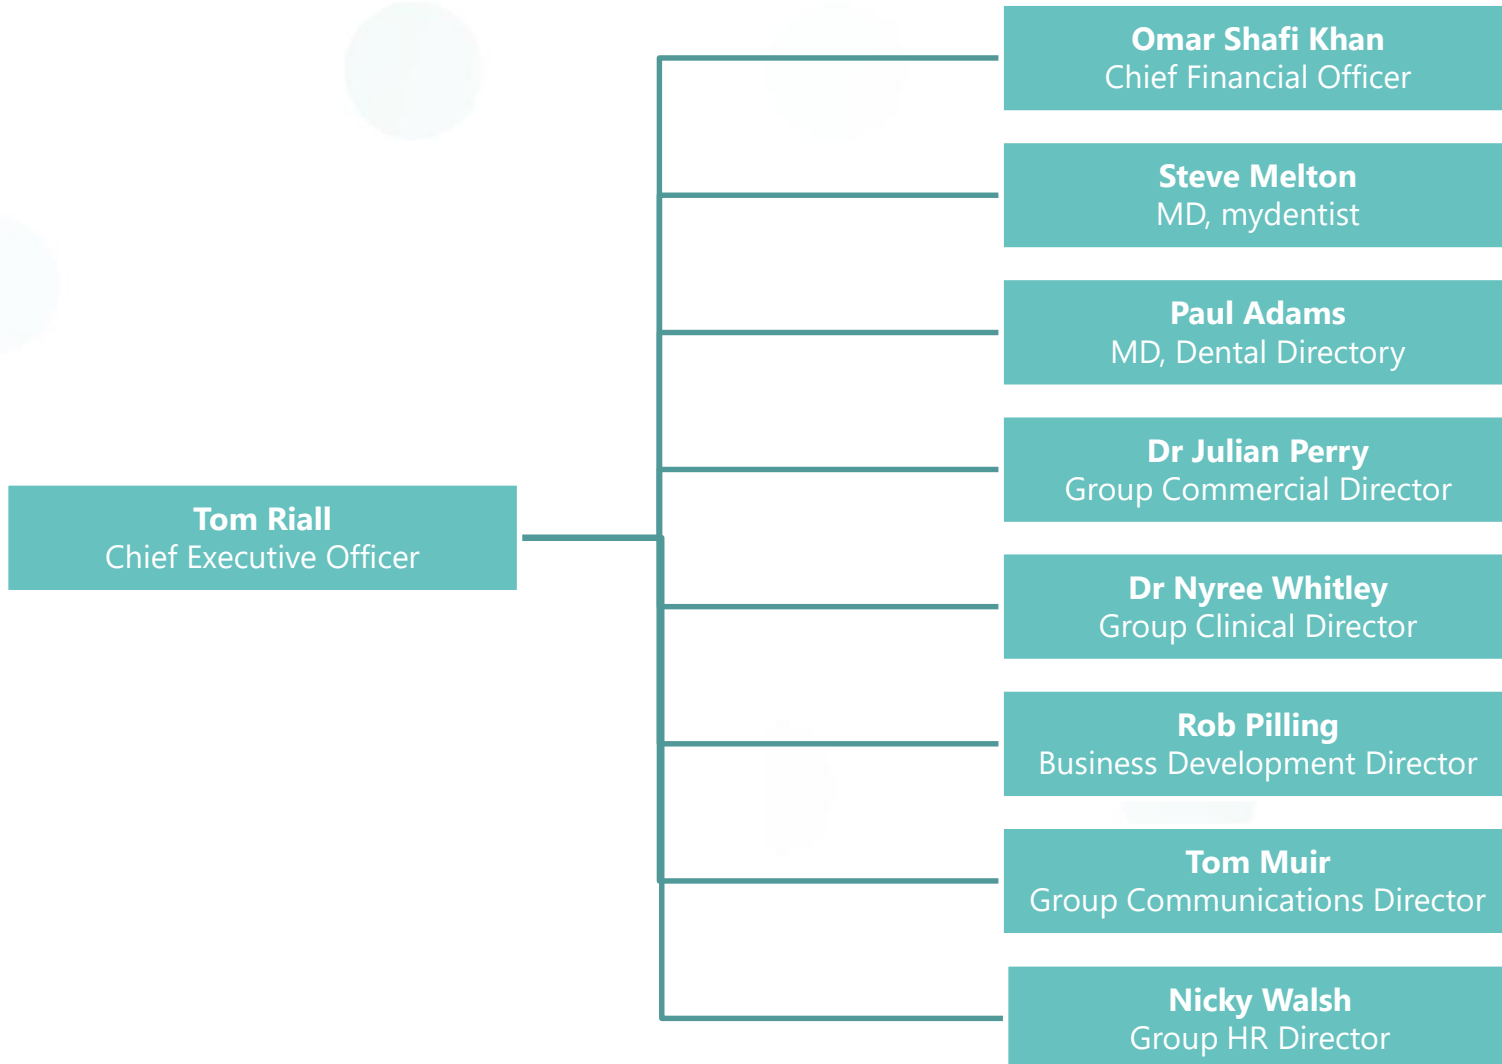 Omar Shafi Khan
Chief Financial Officer
Steve Melton
MD, mydentist
Paul Adams
MD, Dental Directory
Dr Julian Perry
Group Commercial Director
Tom Riall
Chief Executive Officer
Dr Nyree Whitley
Group Clinical Director
Rob Pilling
Business Development Director
Tom Muir
Group Communications Director
Nicky Walsh
Group HR Director